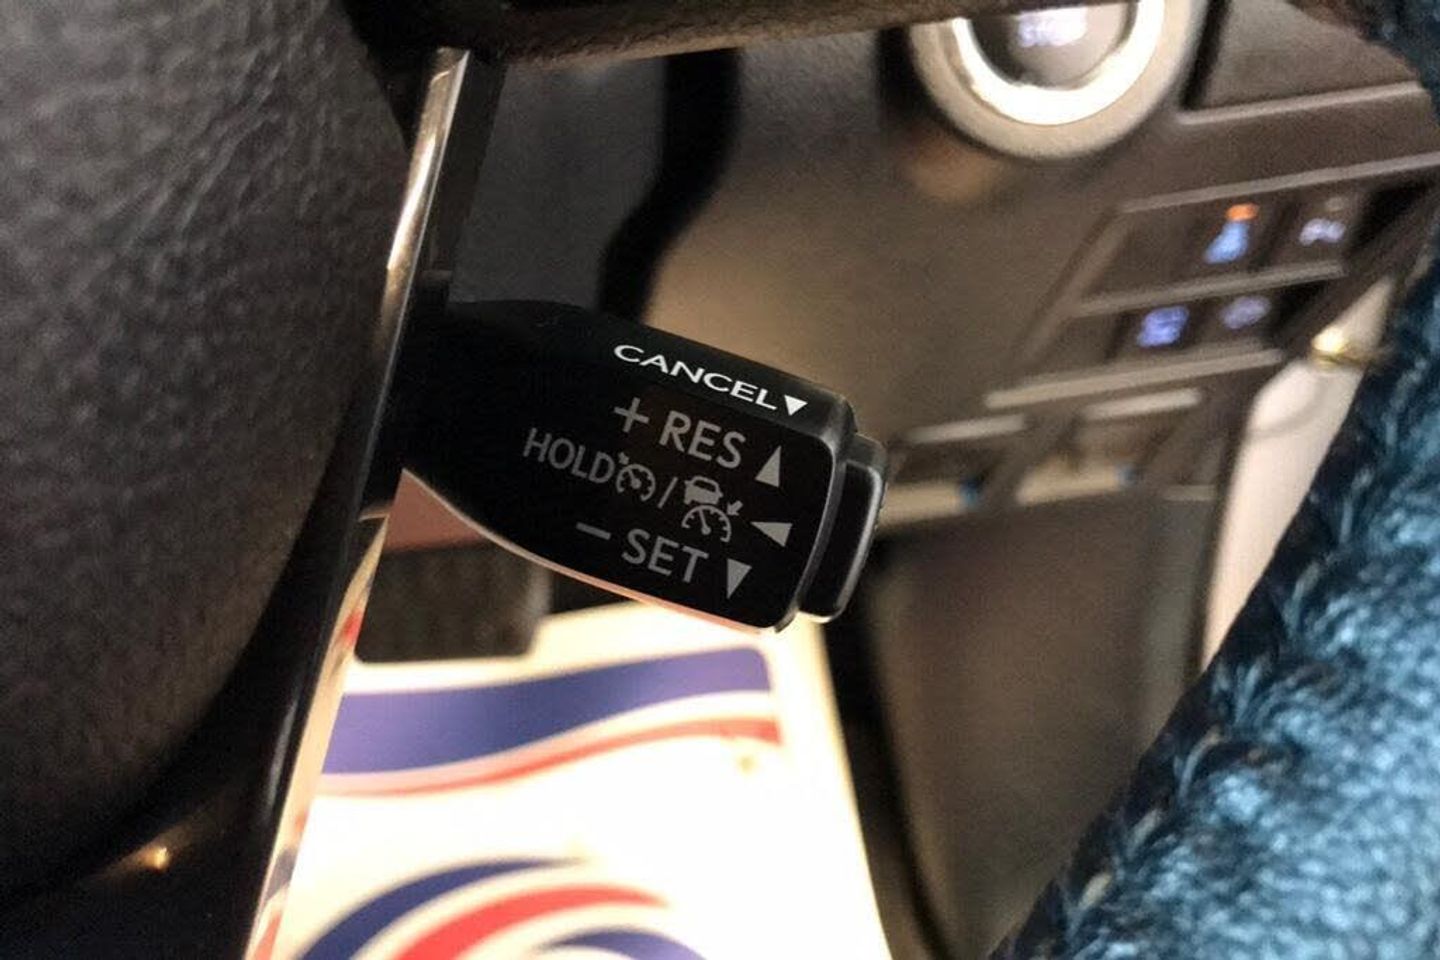 CANCEL▼
+ RES ▲
HOLD / ◀
− SET ▼